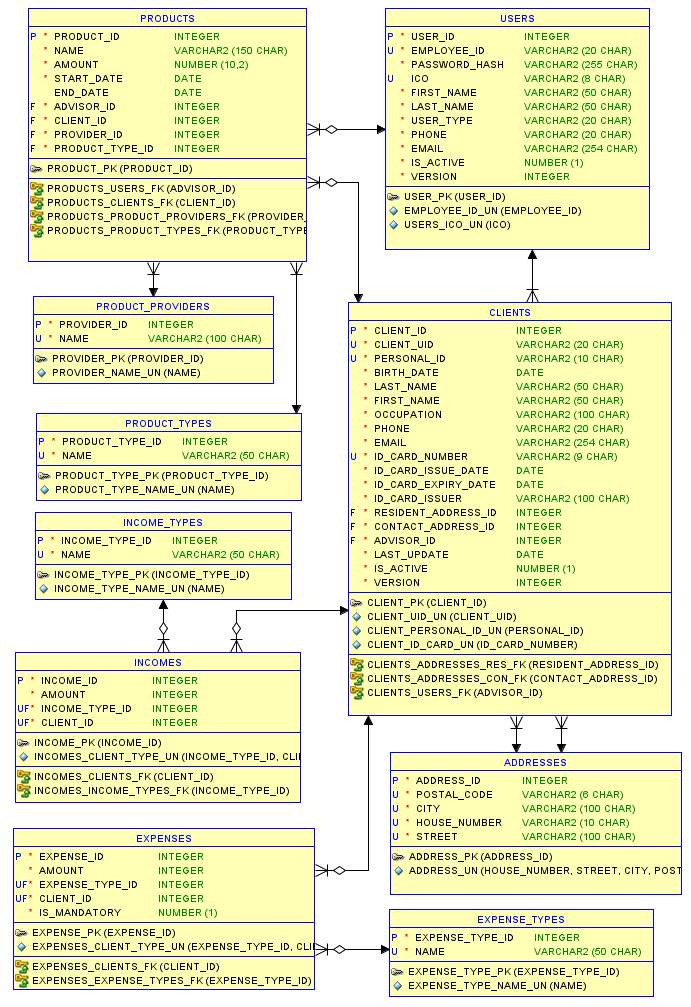 PRODUCTS
P * PRODUCT_ID INTEGER
* NAME VARCHAR2 (150 CHAR)
* AMOUNT NUMBER (10,2)
* START_DATE DATE
END_DATE DATE
F * ADVISOR_ID INTEGER
F * CLIENT_ID INTEGER
F * PROVIDER_ID INTEGER
F * PRODUCT_TYPE_ID INTEGER
PRODUCT_PK (PRODUCT_ID)
PRODUCTS_USERS_FK (ADVISOR_ID)
PRODUCTS_CLIENTS_FK (CLIENT_ID)
PRODUCTS_PRODUCT_PROVIDERS_FK (PROVIDER_
PRODUCTS_PRODUCT_TYPES_FK (PRODUCT_TYPE
USERS
P * USER_ID INTEGER
U * EMPLOYEE_ID VARCHAR2 (20 CHAR)
* PASSWORD_HASH VARCHAR2 (255 CHAR)
U ICO VARCHAR2 (8 CHAR)
* FIRST_NAME VARCHAR2 (50 CHAR)
* LAST_NAME VARCHAR2 (50 CHAR)
* USER_TYPE VARCHAR2 (20 CHAR)
* PHONE VARCHAR2 (20 CHAR)
* EMAIL VARCHAR2 (254 CHAR)
* IS_ACTIVE NUMBER (1)
* VERSION INTEGER
USER_PK (USER_ID)
EMPLOYEE_ID_UN (EMPLOYEE_ID)
USERS_ICO_UN (ICO)
PRODUCT_PROVIDERS
P * PROVIDER_ID INTEGER
U * NAME VARCHAR2 (100 CHAR)
PROVIDER_PK (PROVIDER_ID)
PROVIDER_NAME_UN (NAME)
PRODUCT_TYPES
P * PRODUCT_TYPE_ID INTEGER
U * NAME VARCHAR2 (50 CHAR)
PRODUCT_TYPE_PK (PRODUCT_TYPE_ID)
PRODUCT_TYPE_NAME_UN (NAME)
INCOME_TYPES
P * INCOME_TYPE_ID INTEGER
U * NAME VARCHAR2 (50 CHAR)
INCOME_TYPE_PK (INCOME_TYPE_ID)
INCOME_TYPE_NAME_UN (NAME)
CLIENTS
P * CLIENT_ID INTEGER
U * CLIENT_UID VARCHAR2 (20 CHAR)
U * PERSONAL_ID VARCHAR2 (10 CHAR)
* BIRTH_DATE DATE
* LAST_NAME VARCHAR2 (50 CHAR)
* FIRST_NAME VARCHAR2 (50 CHAR)
* OCCUPATION VARCHAR2 (100 CHAR)
* PHONE VARCHAR2 (20 CHAR)
* EMAIL VARCHAR2 (254 CHAR)
U * ID_CARD_NUMBER VARCHAR2 (9 CHAR)
* ID_CARD_ISSUE_DATE DATE
* ID_CARD_EXPIRY_DATE DATE
* ID_CARD_ISSUER VARCHAR2 (100 CHAR)
F * RESIDENT_ADDRESS_ID INTEGER
F * CONTACT_ADDRESS_ID INTEGER
F * ADVISOR_ID INTEGER
* LAST_UPDATE DATE
* IS_ACTIVE NUMBER (1)
* VERSION INTEGER
CLIENT_PK (CLIENT_ID)
CLIENT_UID_UN (CLIENT_UID)
CLIENT_PERSONAL_ID_UN (PERSONAL_ID)
CLIENT_ID_CARD_UN (ID_CARD_NUMBER)
CLIENTS_ADDRESSES_RES_FK (RESIDENT_ADDRESS_ID)
CLIENTS_ADDRESSES_CON_FK (CONTACT_ADDRESS_ID)
CLIENTS_USERS_FK (ADVISOR_ID)
INCOMES
P * INCOME_ID INTEGER
* AMOUNT INTEGER
UF * INCOME_TYPE_ID INTEGER
UF * CLIENT_ID INTEGER
INCOME_PK (INCOME_ID)
INCOMES_CLIENT_TYPE_UN (INCOME_TYPE_ID, CLI
INCOMES_CLIENTS_FK (CLIENT_ID)
INCOMES_INCOME_TYPES_FK (INCOME_TYPE_ID)
ADDRESSES
P * ADDRESS_ID INTEGER
U * POSTAL_CODE VARCHAR2 (6 CHAR)
U * CITY VARCHAR2 (100 CHAR)
U * HOUSE_NUMBER VARCHAR2 (10 CHAR)
U * STREET VARCHAR2 (100 CHAR)
ADDRESS_PK (ADDRESS_ID)
ADDRESS_UN (HOUSE_NUMBER, STREET, CITY, POST
EXPENSES
P * EXPENSE_ID INTEGER
* AMOUNT INTEGER
UF * EXPENSE_TYPE_ID INTEGER
UF * CLIENT_ID INTEGER
* IS_MANDATORY NUMBER (1)
EXPENSE_PK (EXPENSE_ID)
EXPENSES_CLIENT_TYPE_UN (EXPENSE_TYPE_ID, CLI
EXPENSES_CLIENTS_FK (CLIENT_ID)
EXPENSES_EXPENSE_TYPES_FK (EXPENSE_TYPE_ID)
EXPENSE_TYPES
P * EXPENSE_TYPE_ID INTEGER
U * NAME VARCHAR2 (50 CHAR)
EXPENSE_TYPE_PK (EXPENSE_TYPE_ID)
EXPENSE_TYPE_NAME_UN (NAME)